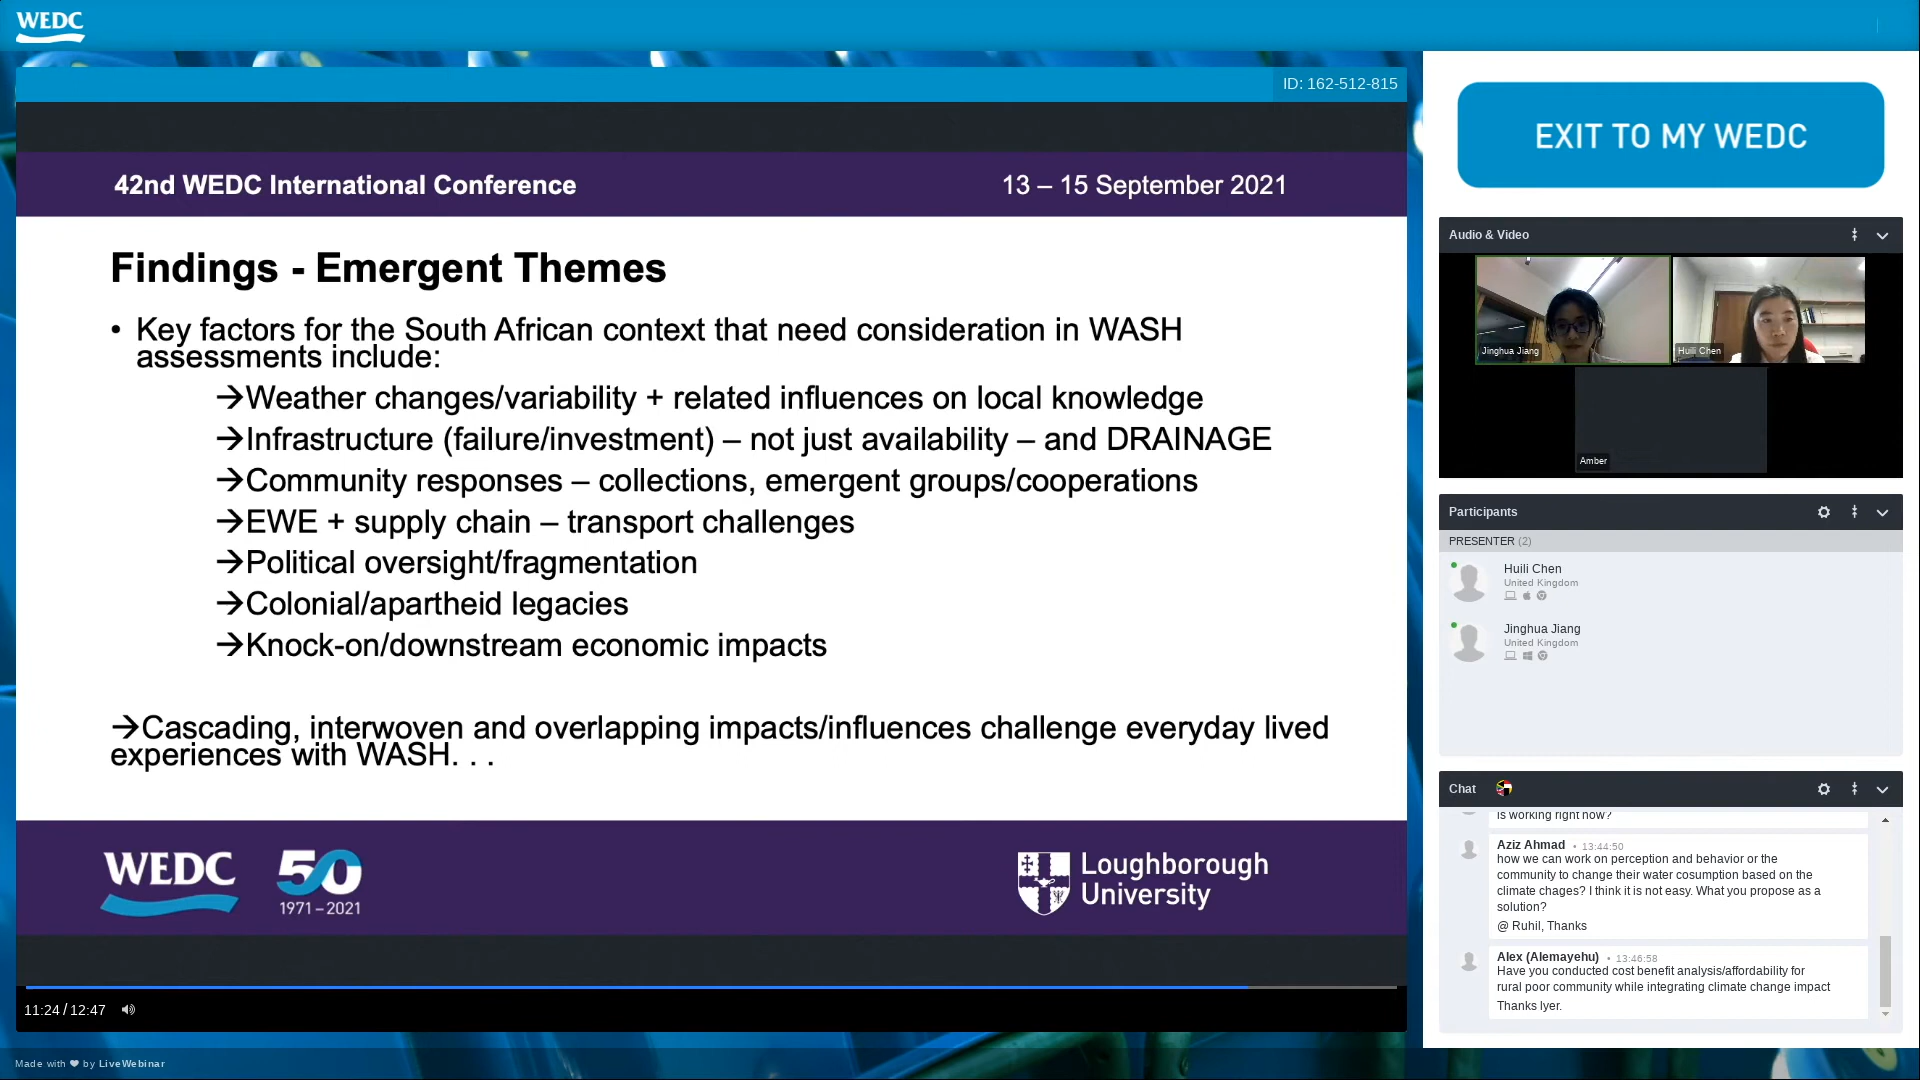 WEDC
ID: 162-512-815
42nd WEDC International Conference
13 – 15 September 2021
Findings - Emergent Themes
• Key factors for the South African context that need consideration in WASH
assessments include:
→Weather changes/variability + related influences on local knowledge
→Infrastructure (failure/investment) – not just availability – and DRAINAGE
→Community responses – collections, emergent groups/cooperations
→EWE + supply chain – transport challenges
→Political oversight/fragmentation
→Colonial/apartheid legacies
→Knock-on/downstream economic impacts
→Cascading, interwoven and overlapping impacts/influences challenge everyday lived
experiences with WASH. . .
WEDC
50
1971 – 2021
Loughborough
University
11:24 / 12:47
Made with ❤ by LiveWebinar
EXIT TO MY WEDC
Audio & Video
Jinghua Jiang
Huili Chen
Amber
Participants
PRESENTER (2)
Huili Chen
United Kingdom
Jinghua Jiang
United Kingdom
Chat
is working right now?
Aziz Ahmad • 13:44:50
how we can work on perception and behavior or the
community to change their water cosumption based on the
climate chages? I think it is not easy. What you propose as a
solution?
@ Ruhil, Thanks
Alex (Alemayehu) • 13:46:58
Have you conducted cost benefit analysis/affordability for
rural poor community while integrating climate change impact
Thanks lyer.